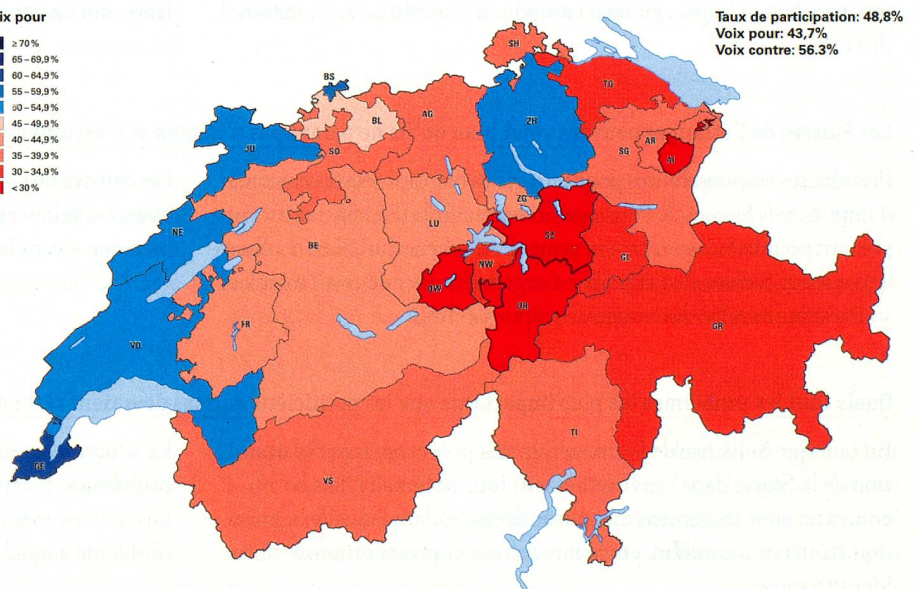 ix pour
≥ 70%
65–69,9%
60–64,9%
55–59,9%
50–54,9%
45–49,9%
40–44,9%
35–39,9%
30–34,9%
<30%
Taux de participation: 48,8%
Voix pour: 43,7%
Voix contre: 56.3%
SH
BS
TG
BL
AG
ZH
JU
SO
AR
SG
AI
ZG
LU
NE
BE
SZ
NW
GL
OW
UR
FR
GR
VD
TI
GE
VS